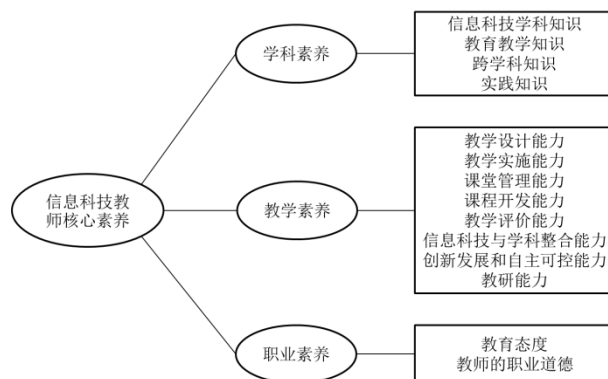 信息科技教
师核心素养
学科素养
信息科技学科知识
教育教学知识
跨学科知识
实践知识
教学素养
教学设计能力
教学实施能力
课堂管理能力
课程开发能力
教学评价能力
信息科技与学科整合能力
创新发展和自主可控能力
教研能力
职业素养
教育态度
教师的职业道德